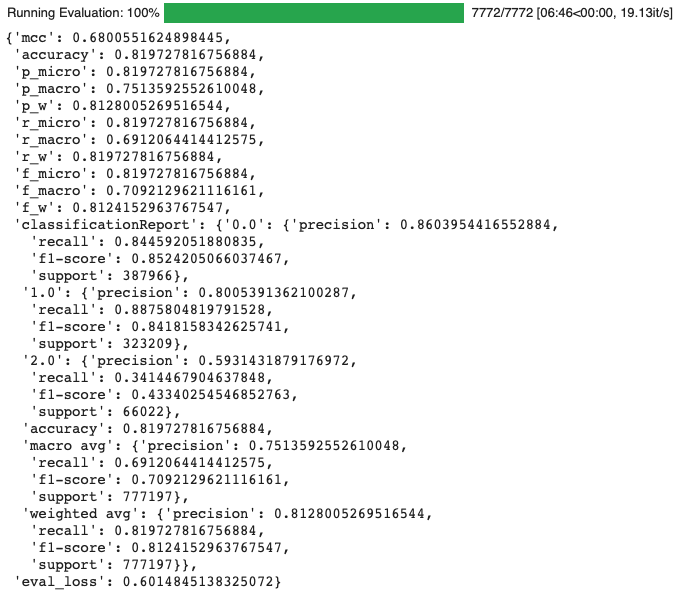 Running Evaluation: 100% 7772/7772 [06:46<00:00, 19.13it/s]
{'mcc': 0.6800551624898445,
'accuracy': 0.819727816756884,
'p_micro': 0.819727816756884,
'p_macro': 0.7513592552610048,
'p_w': 0.8128005269516544,
'r_micro': 0.819727816756884,
'r_macro': 0.6912064414412575,
'r_w': 0.819727816756884,
'f_micro': 0.819727816756884,
'f_macro': 0.7092129621116161,
'f_w': 0.8124152963767547,
'classificationReport': {'0.0': {'precision': 0.8603954416552884,
'recall': 0.844592051880835,
'f1-score': 0.8524205066037467,
'support': 387966},
'1.0': {'precision': 0.8005391362100287,
'recall': 0.8875804819791528,
'f1-score': 0.8418158342625741,
'support': 323209},
'2.0': {'precision': 0.5931431879176972,
'recall': 0.3414467904637848,
'f1-score': 0.43340254546852763,
'support': 66022},
'accuracy': 0.819727816756884,
'macro avg': {'precision': 0.7513592552610048,
'recall': 0.6912064414412575,
'f1-score': 0.7092129621116161,
'support': 777197},
'weighted avg': {'precision': 0.8128005269516544,
'recall': 0.819727816756884,
'f1-score': 0.8124152963767547,
'support': 777197}},
'eval_loss': 0.6014845138325072}